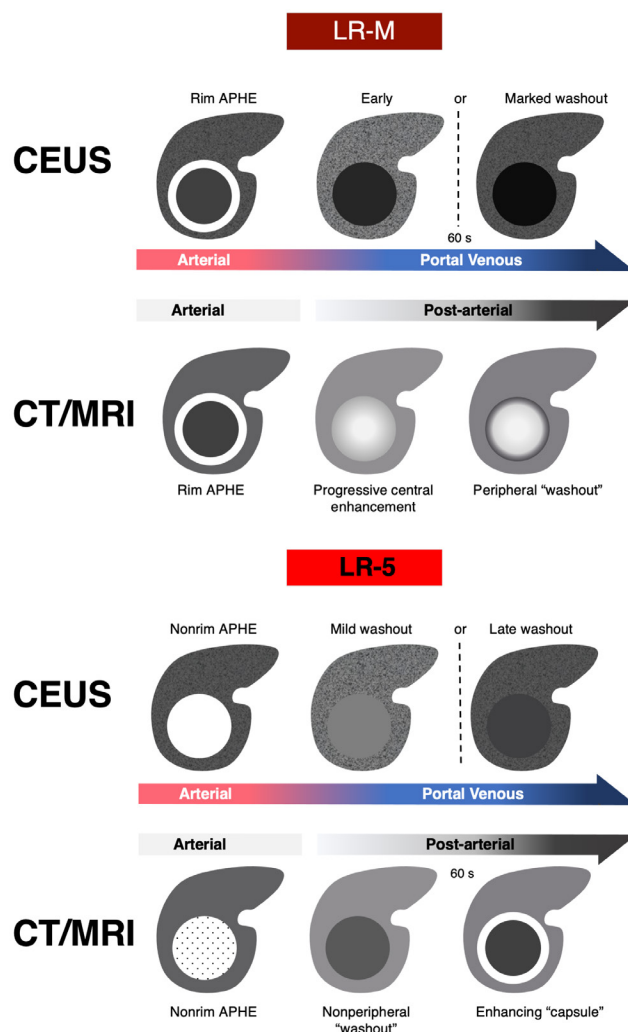 LR-M
Rim APHE
Early
or
Marked washout
CEUS
60 s
Arterial
Portal Venous
Arterial
Post-arterial
CT/MRI
Rim APHE
Progressive central
enhancement
Peripheral “washout”
LR-5
Nonrim APHE
Mild washout
or
Late washout
CEUS
Arterial
Portal Venous
Arterial
Post-arterial
60 s
CT/MRI
Nonrim APHE
Nonperipheral
“washout”
Enhancing “capsule”